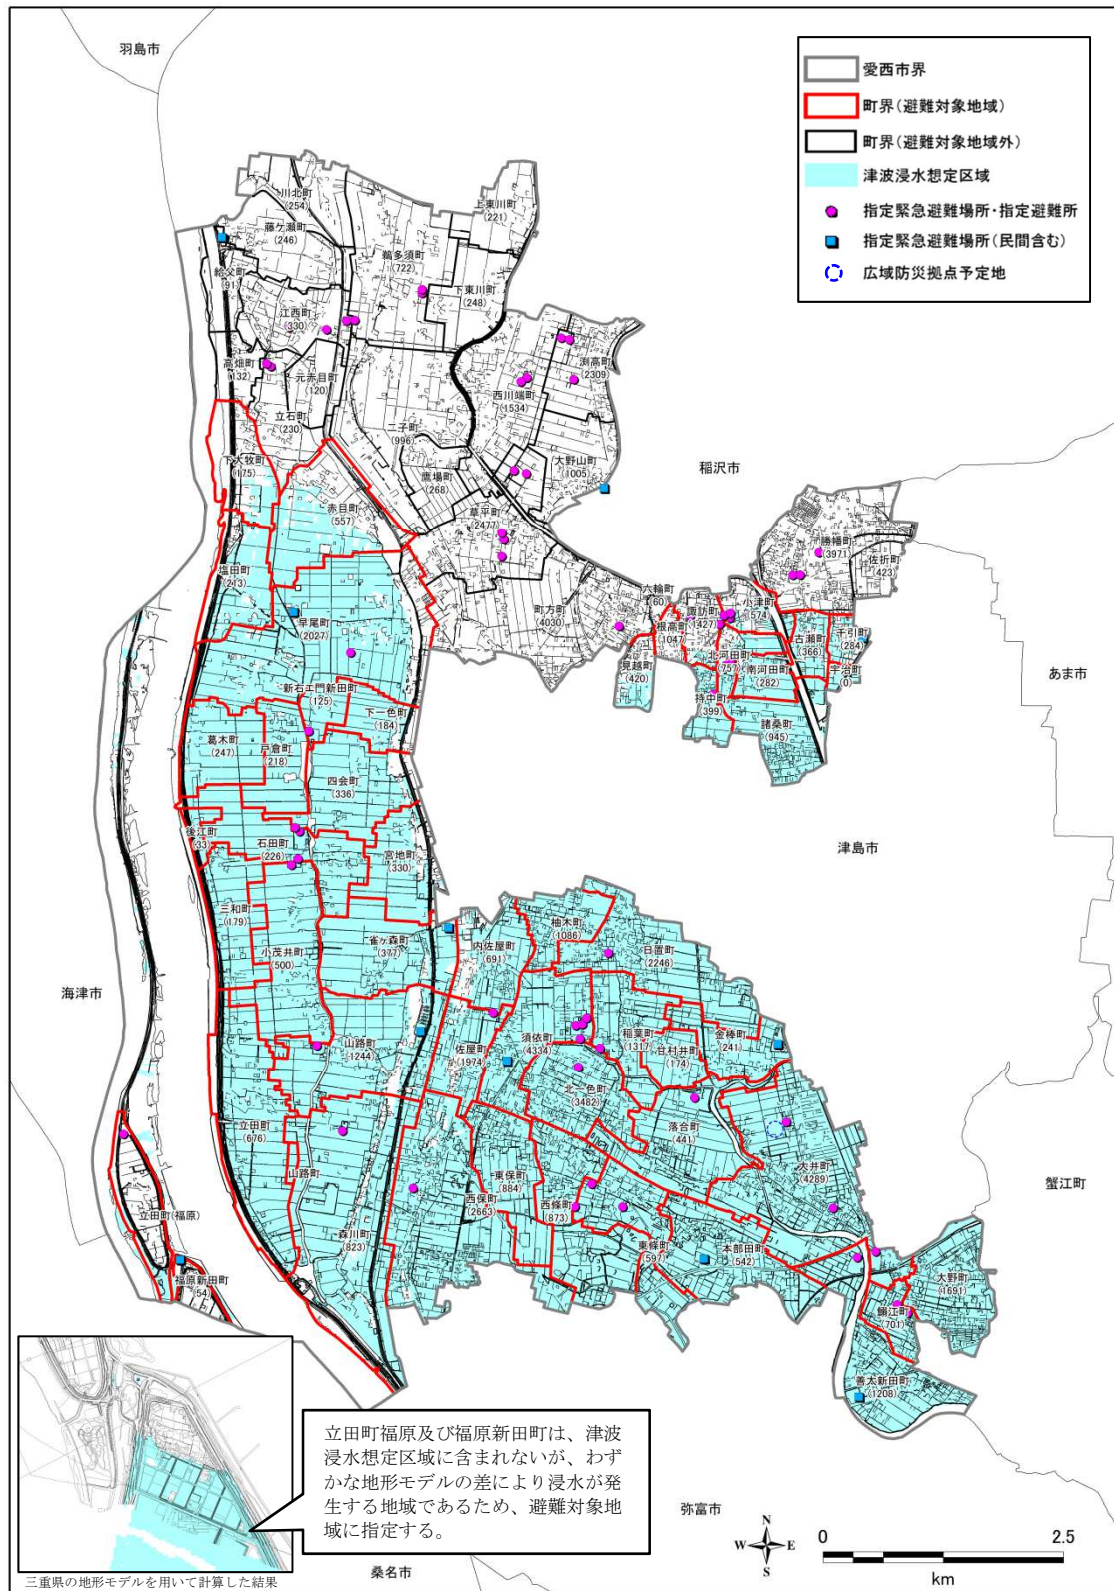 羽島市
愛西市界
町界(避難対象地域)
町界(避難対象地域外)
津波浸水想定区域
指定緊急避難場所・指定避難所
指定緊急避難場所(民間含む)
広域防災拠点予定地
川北町
(254)
上東川町
(221)
藤ケ瀬町
(246)
鵜多須町
(722)
給父町
(91)
下東川町
(248)
江西町
(330)
渕高町
(2309)
高畑町
(132)
元赤目町
(120)
西川端町
(1534)
立石町
(230)
二子町
(996)
下大牧町
(175)
鷹場町
(268)
大野山町
(1005)
稲沢市
赤目町
(557)
草平町
(2477)
勝幡町
(3971)
佐折町
(423)
塩田町
(213)
早尾町
(2027)
町方町
(4030)
六輪町
(60)
諏訪町
(427)
小津町
(574)
根高町
(1047)
古瀬町
(366)
千引町
(284)
見越町
(420)
北河田町
(757)
南河田町
(282)
宇治町
(0)
あま市
新右エ門新田町
(125)
持中町
(399)
下一色町
(184)
諸桑町
(945)
葛木町
(247)
戸倉町
(218)
四会町
(336)
後江町
(33)
石田町
(226)
宮地町
(330)
津島市
三和町
(179)
小茂井町
(500)
雀ケ森町
(377)
柚木町
(1086)
内佐屋町
(691)
日置町
(2246)
海津市
山路町
(1244)
佐屋町
(1974)
須依町
(4334)
稲葉町
(1317)
金棒町
(241)
甘村井町
(174)
北一色町
(3482)
立田町
(676)
落合町
(441)
大井町
(4289)
山路町
東保町
(884)
西保町
(2663)
西條町
(873)
蟹江町
立田町(福原)
森川町
(823)
東條町
(597)
本部田町
(542)
福原新田町
(54)
大野町
(1691)
鰯江町
(701)
善太新田町
(1208)
立田町福原及び福原新田町は、津波
浸水想定区域に含まれないが、わず
かな地形モデルの差により浸水が発
生する地域であるため、避難対象地
域に指定する。
弥富市
N
W E
S
0 2.5
km
桑名市
三重県の地形モデルを用いて計算した結果